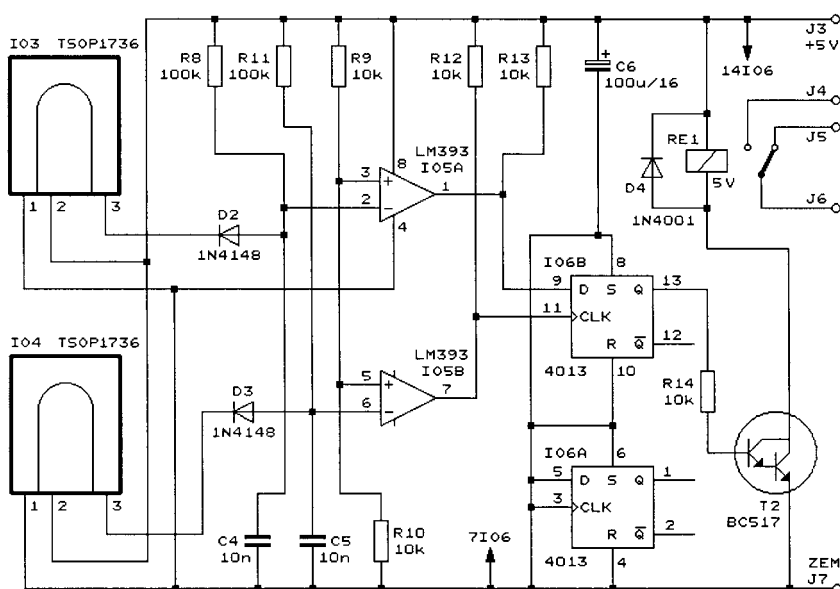 IO3 TSOP1736
1 2 3
R8
100k
R11
100k
R9
10k
R12
10k
R13
10k
+
C6
100u/16
14IO6
J3
+5V
J4
J5
J6
LM393
IO5A
3
+
8
1
2
-
4
D2
1N4148
RE1
5V
D4
1N4001
IO6B
8
9 D S Q 13
11 CLK
R Q 12
4013 10
IO4 TSOP1736
1 2 3
D3
1N4148
LM393
IO5B
5
+
7
6
-
R14
10k
IO6A
6
5 D S Q 1
3 CLK
R Q 2
4013 4
T2
BC517
C4
10n
C5
10n
R10
10k
7IO6
ZEM
J7